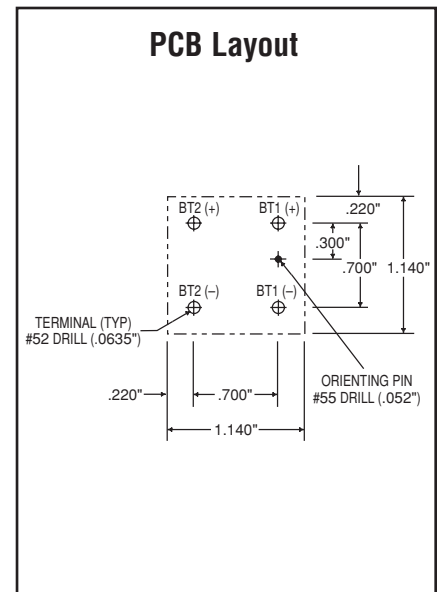 PCB Layout
BT2 (+)
BT1 (+)
.220"
.300"
.700"
1.140"
BT2 (–)
BT1 (–)
TERMINAL (TYP)
#52 DRILL (.0635")
ORIENTING PIN
#55 DRILL (.052")
.220"
.700"
1.140"